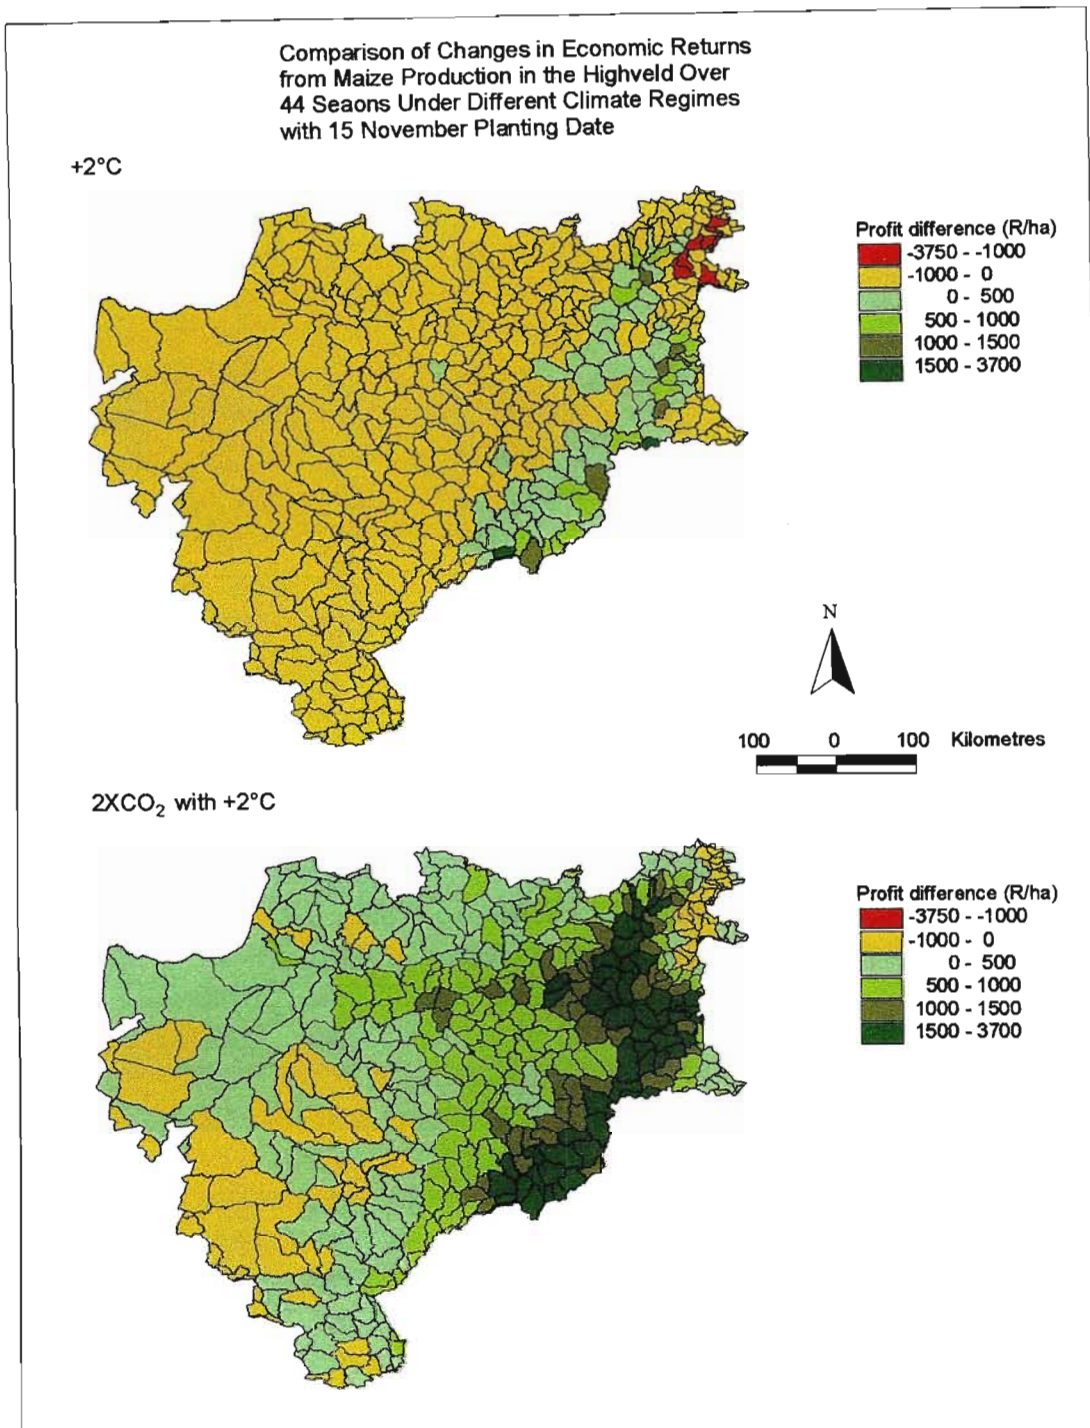 Comparison of Changes in Economic Returns
from Maize Production in the Highveld Over
44 Seaons Under Different Climate Regimes
with 15 November Planting Date
+2°C
Profit difference (R/ha)
-3750 - -1000
-1000 - 0
0 - 500
500 - 1000
1000 - 1500
1500 - 3700
N
100 0 100 Kilometres
2XCO₂ with +2°C
Profit difference (R/ha)
-3750 - -1000
-1000 - 0
0 - 500
500 - 1000
1000 - 1500
1500 - 3700